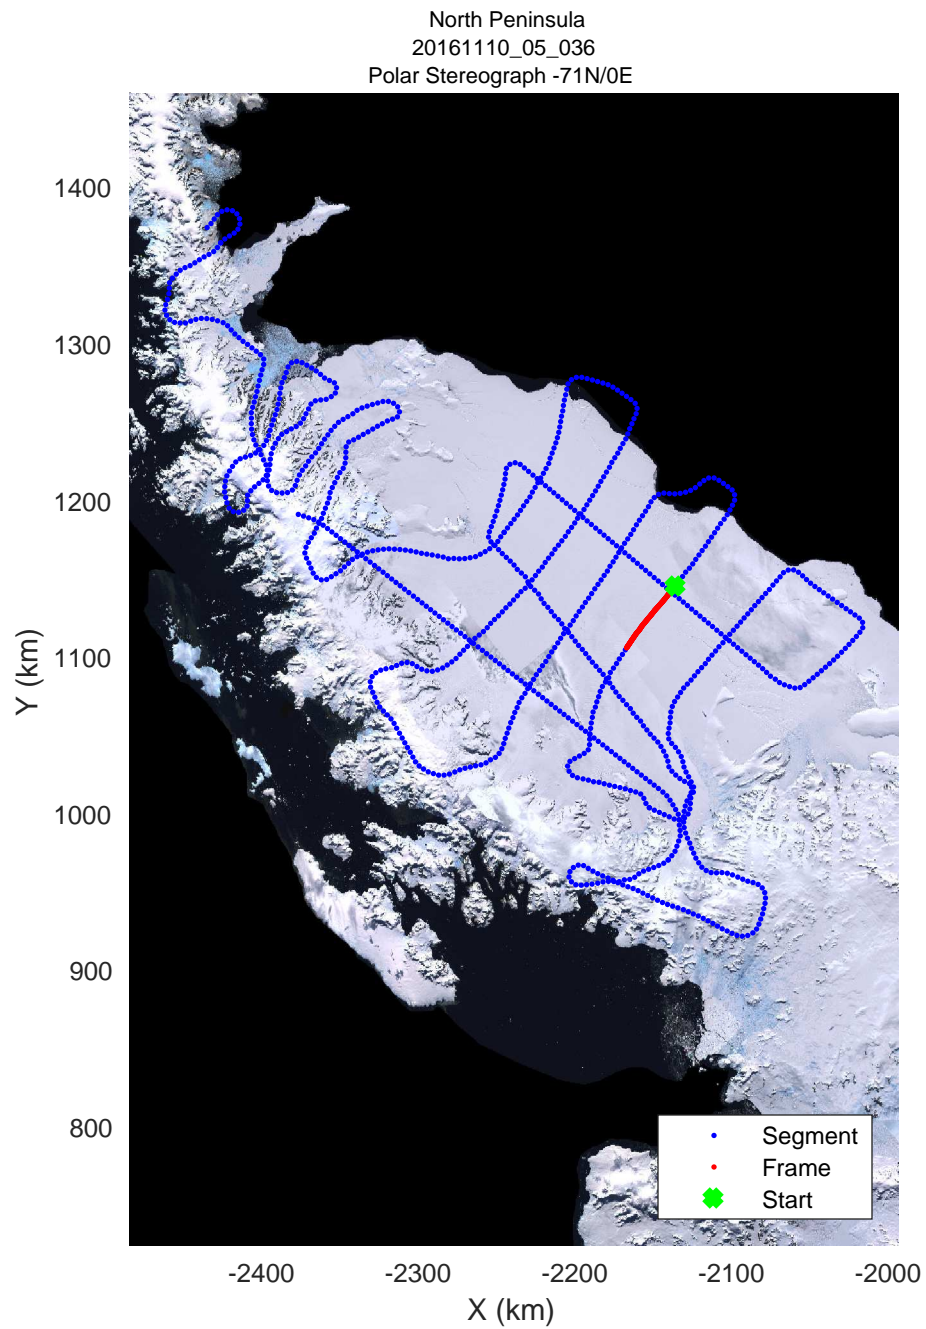 North Peninsula
20161110_05_036
Polar Stereograph -71N/0E
1400
1300
1200
1100
1000
900
800
Y (km)
Segment
Frame
Start
-2400
-2300
-2200
-2100
-2000
X (km)